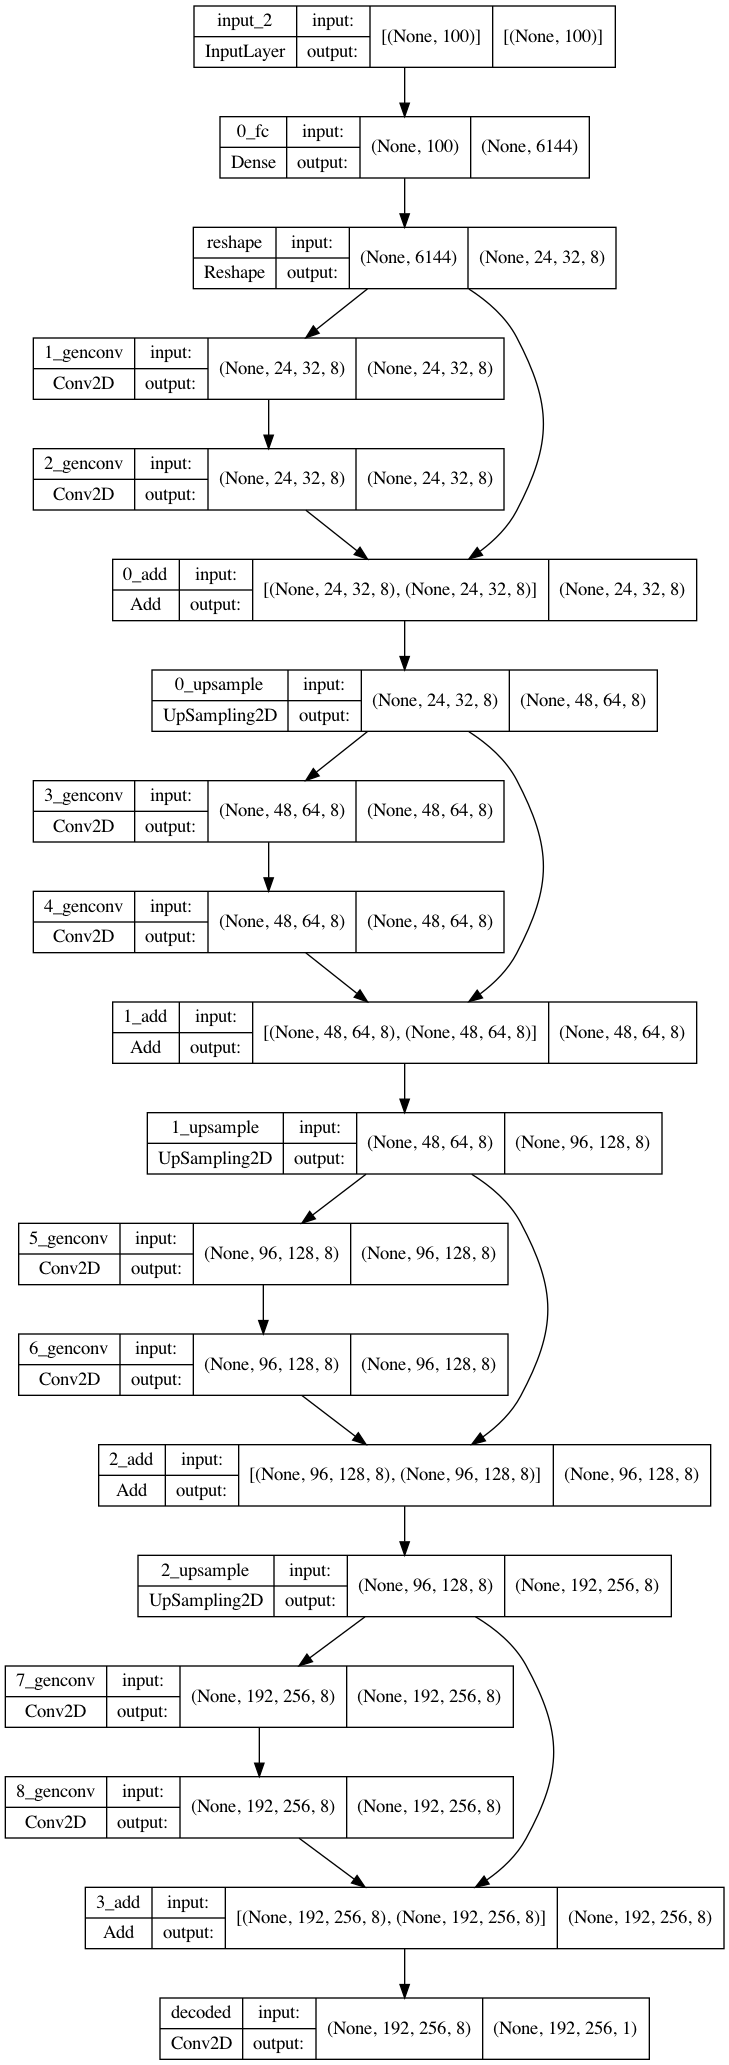 input_2 input: [(None, 100)] [(None, 100)]
InputLayer output:
0_fc input: (None, 100) (None, 6144)
Dense output:
reshape input: (None, 6144) (None, 24, 32, 8)
Reshape output:
1_genconv input: (None, 24, 32, 8) (None, 24, 32, 8)
Conv2D output:
2_genconv input: (None, 24, 32, 8) (None, 24, 32, 8)
Conv2D output:
0_add input: [(None, 24, 32, 8), (None, 24, 32, 8)] (None, 24, 32, 8)
Add output:
0_upsample input: (None, 24, 32, 8) (None, 48, 64, 8)
UpSampling2D output:
3_genconv input: (None, 48, 64, 8) (None, 48, 64, 8)
Conv2D output:
4_genconv input: (None, 48, 64, 8) (None, 48, 64, 8)
Conv2D output:
1_add input: [(None, 48, 64, 8), (None, 48, 64, 8)] (None, 48, 64, 8)
Add output:
1_upsample input: (None, 48, 64, 8) (None, 96, 128, 8)
UpSampling2D output:
5_genconv input: (None, 96, 128, 8) (None, 96, 128, 8)
Conv2D output:
6_genconv input: (None, 96, 128, 8) (None, 96, 128, 8)
Conv2D output:
2_add input: [(None, 96, 128, 8), (None, 96, 128, 8)] (None, 96, 128, 8)
Add output:
2_upsample input: (None, 96, 128, 8) (None, 192, 256, 8)
UpSampling2D output:
7_genconv input: (None, 192, 256, 8) (None, 192, 256, 8)
Conv2D output:
8_genconv input: (None, 192, 256, 8) (None, 192, 256, 8)
Conv2D output:
3_add input: [(None, 192, 256, 8), (None, 192, 256, 8)] (None, 192, 256, 8)
Add output:
decoded input: (None, 192, 256, 8) (None, 192, 256, 1)
Conv2D output: